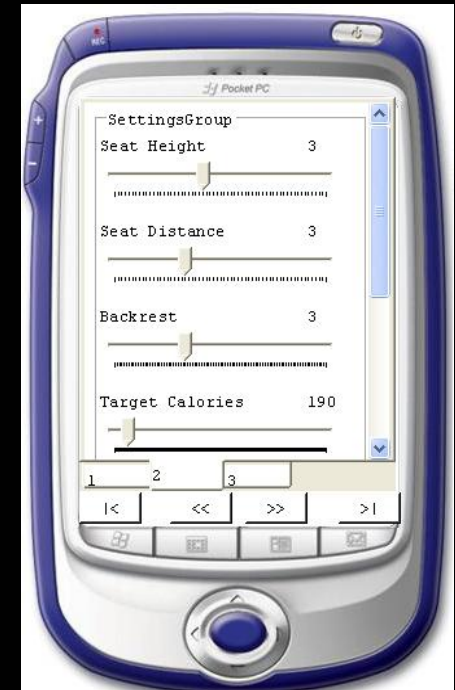 REC
Pocket PC
SettingsGroup
Seat Height 3
Seat Distance 3
Backrest 3
Target Calories 190
1 2 3
|< << >> >|